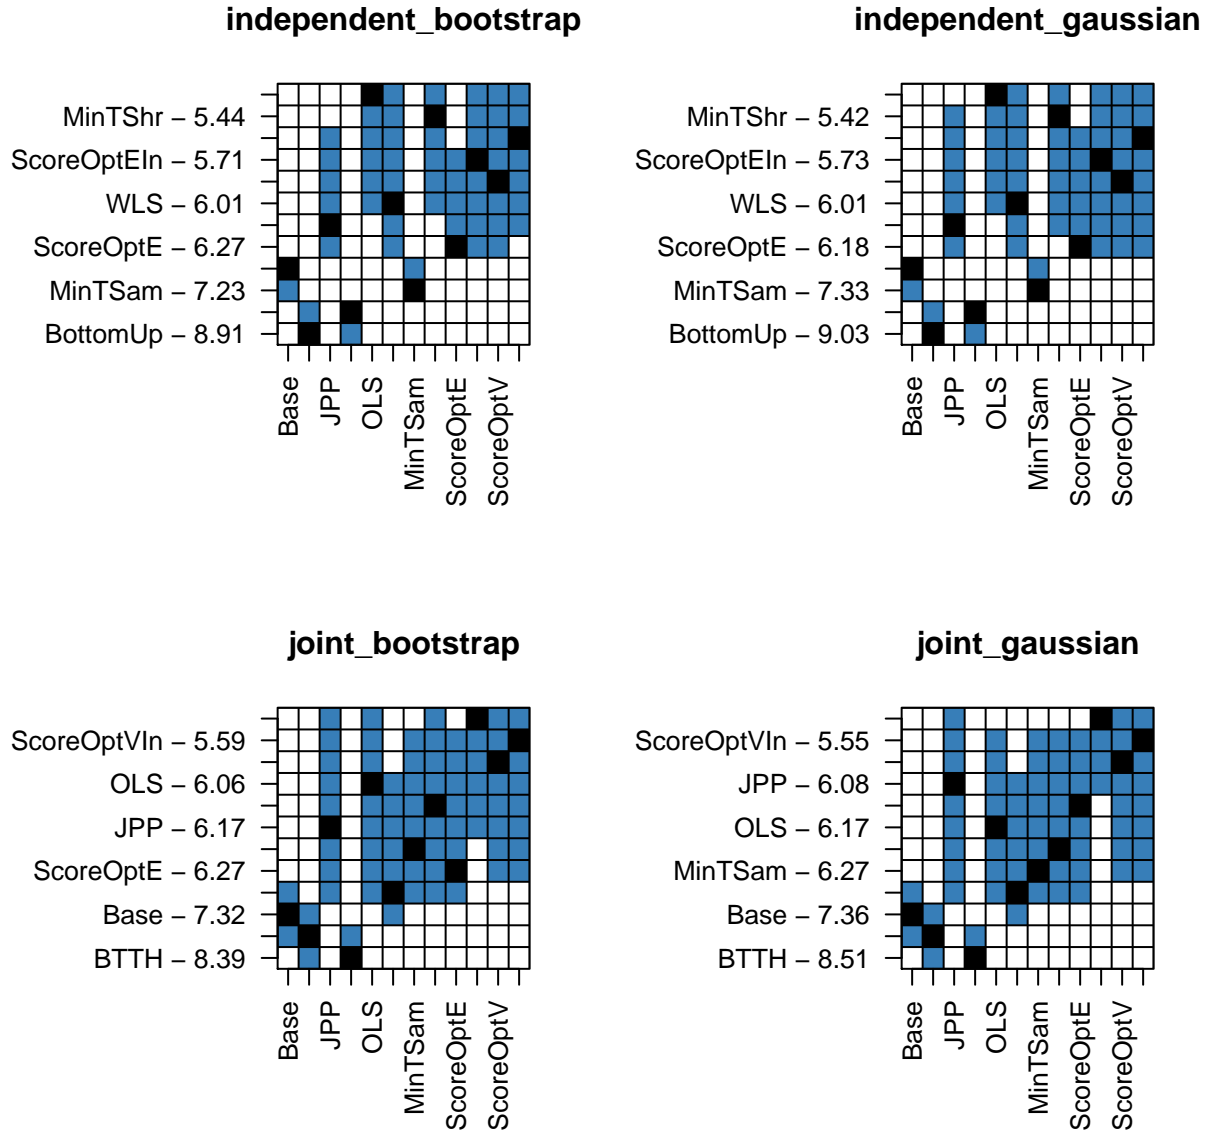 independent_bootstrap
MinTShr − 5.44
ScoreOptEIn − 5.71
WLS − 6.01
ScoreOptE − 6.27
MinTSam − 7.23
BottomUp − 8.91
Base
JPP
OLS
MinTSam
ScoreOptE
ScoreOptV
independent_gaussian
MinTShr − 5.42
ScoreOptEIn − 5.73
WLS − 6.01
ScoreOptE − 6.18
MinTSam − 7.33
BottomUp − 9.03
Base
JPP
OLS
MinTSam
ScoreOptE
ScoreOptV
joint_bootstrap
ScoreOptVIn − 5.59
OLS − 6.06
JPP − 6.17
ScoreOptE − 6.27
Base − 7.32
BTTH − 8.39
Base
JPP
OLS
MinTSam
ScoreOptE
ScoreOptV
joint_gaussian
ScoreOptVIn − 5.55
JPP − 6.08
OLS − 6.17
MinTSam − 6.27
Base − 7.36
BTTH − 8.51
Base
JPP
OLS
MinTSam
ScoreOptE
ScoreOptV